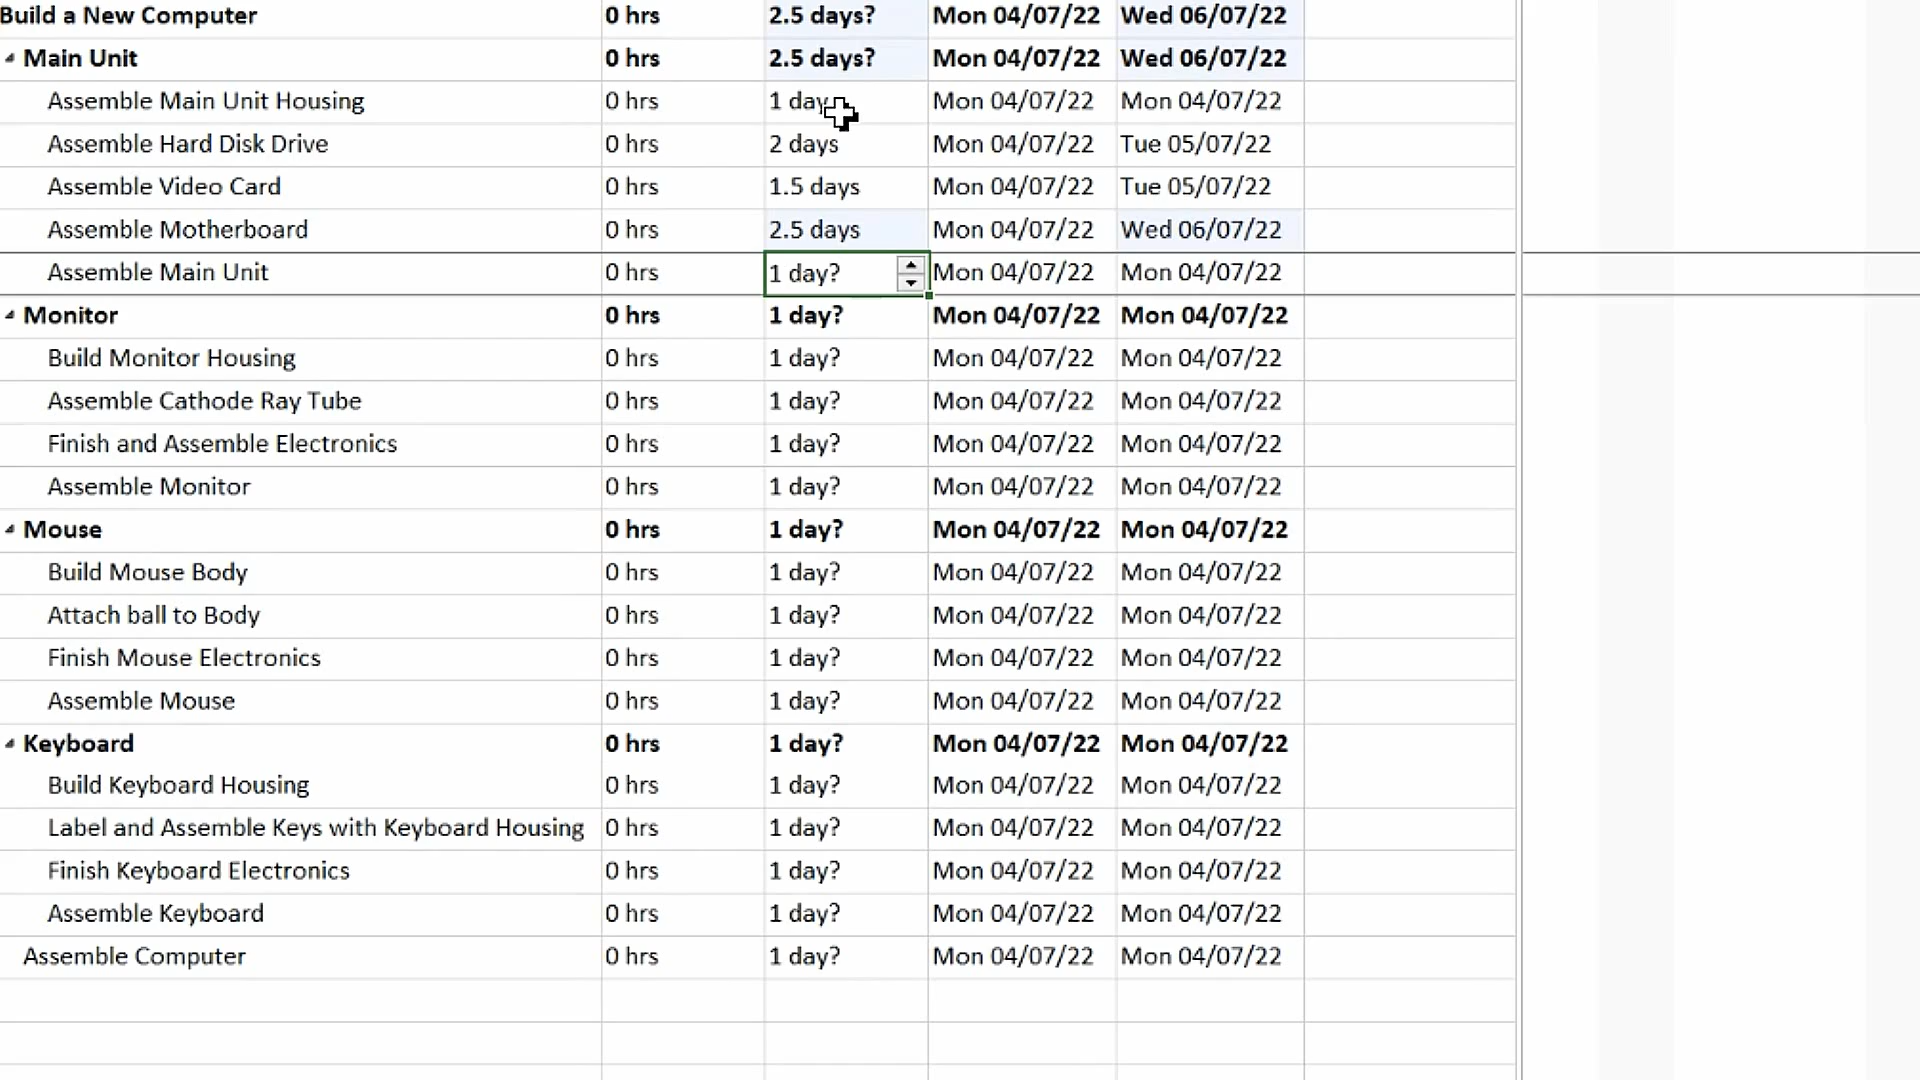 Build a New Computer 0 hrs 2.5 days? Mon 04/07/22 Wed 06/07/22
Main Unit 0 hrs 2.5 days? Mon 04/07/22 Wed 06/07/22
Assemble Main Unit Housing 0 hrs 1 day Mon 04/07/22 Mon 04/07/22
Assemble Hard Disk Drive 0 hrs 2 days Mon 04/07/22 Tue 05/07/22
Assemble Video Card 0 hrs 1.5 days Mon 04/07/22 Tue 05/07/22
Assemble Motherboard 0 hrs 2.5 days Mon 04/07/22 Wed 06/07/22
Assemble Main Unit 0 hrs 1 day? Mon 04/07/22 Mon 04/07/22
Monitor 0 hrs 1 day? Mon 04/07/22 Mon 04/07/22
Build Monitor Housing 0 hrs 1 day? Mon 04/07/22 Mon 04/07/22
Assemble Cathode Ray Tube 0 hrs 1 day? Mon 04/07/22 Mon 04/07/22
Finish and Assemble Electronics 0 hrs 1 day? Mon 04/07/22 Mon 04/07/22
Assemble Monitor 0 hrs 1 day? Mon 04/07/22 Mon 04/07/22
Mouse 0 hrs 1 day? Mon 04/07/22 Mon 04/07/22
Build Mouse Body 0 hrs 1 day? Mon 04/07/22 Mon 04/07/22
Attach ball to Body 0 hrs 1 day? Mon 04/07/22 Mon 04/07/22
Finish Mouse Electronics 0 hrs 1 day? Mon 04/07/22 Mon 04/07/22
Assemble Mouse 0 hrs 1 day? Mon 04/07/22 Mon 04/07/22
Keyboard 0 hrs 1 day? Mon 04/07/22 Mon 04/07/22
Build Keyboard Housing 0 hrs 1 day? Mon 04/07/22 Mon 04/07/22
Label and Assemble Keys with Keyboard Housing 0 hrs 1 day? Mon 04/07/22 Mon 04/07/22
Finish Keyboard Electronics 0 hrs 1 day? Mon 04/07/22 Mon 04/07/22
Assemble Keyboard 0 hrs 1 day? Mon 04/07/22 Mon 04/07/22
Assemble Computer 0 hrs 1 day? Mon 04/07/22 Mon 04/07/22